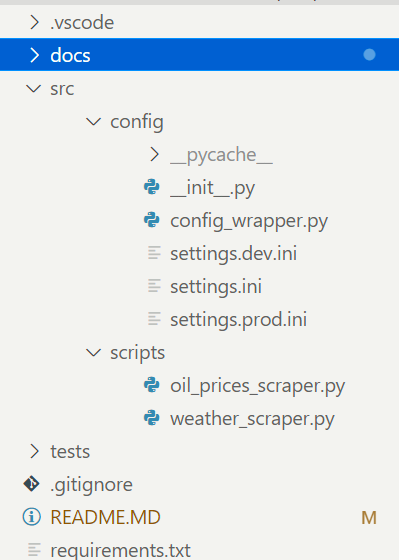 .vscode
docs
src
config
__pycache__
__init__.py
config_wrapper.py
settings.dev.ini
settings.ini
settings.prod.ini
scripts
oil_prices_scraper.py
weather_scraper.py
tests
.gitignore
README.MD M
requirements.txt